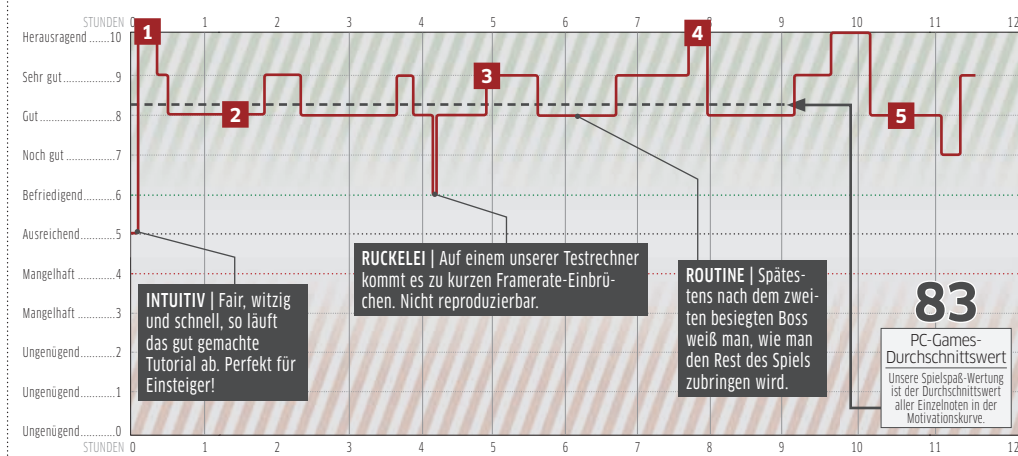 STUNDEN 0 1 2 3 4 5 6 7 8 9 10 11 12
Herausragend ......10
Sehr gut ................9
Gut ........................8
Noch gut ................7
Befriedigend..........6
Ausreichend..........5
Mangelhaft ...........4
Mangelhaft ...........3
Ungenügend..........2
Ungenügend..........1
Ungenügend..........0
STUNDEN 0 1 2 3 4 5 6 7 8 9 10 11 12
1
2
3
4
5
INTUITIV | Fair, witzig
und schnell, so läuft
das gut gemachte
Tutorial ab. Perfekt für
Einsteiger!
RUCKELEI | Auf einem unserer Testrechner
kommt es zu kurzen Framerate-Einbrü-
chen. Nicht reproduzierbar.
ROUTINE | Spätes-
tens nach dem zwei-
ten besiegten Boss
weiß man, wie man
den Rest des Spiels
zubringen wird.
83
PC-Games-
Durchschnittswert
Unsere Spielspaß-Wertung
ist der Durchschnittswert
aller Einzelnoten in der
Motivationskurve.